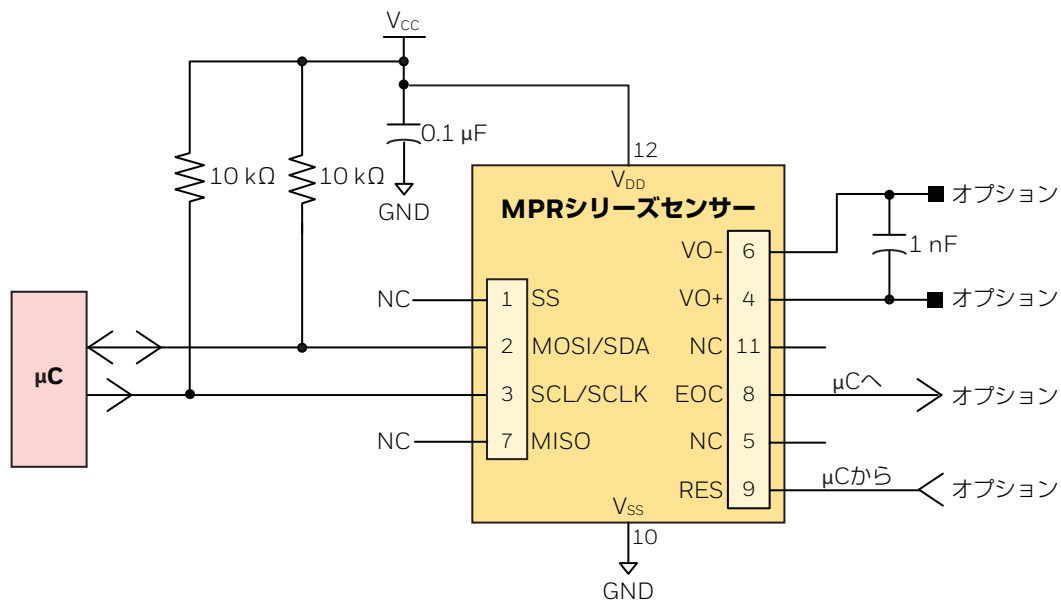 VCC
0.1 µF
10 kΩ
10 kΩ
GND
12
VDD
MPRシリーズセンサー
オプション
VO-
6
1 nF
NC
1
SS
VO+
4
オプション
µC
2
MOSI/SDA
NC
11
3
SCL/SCLK
EOC
8
µCへ
オプション
NC
7
MISO
NC
5
RES
9
µCから
オプション
VSS
10
GND